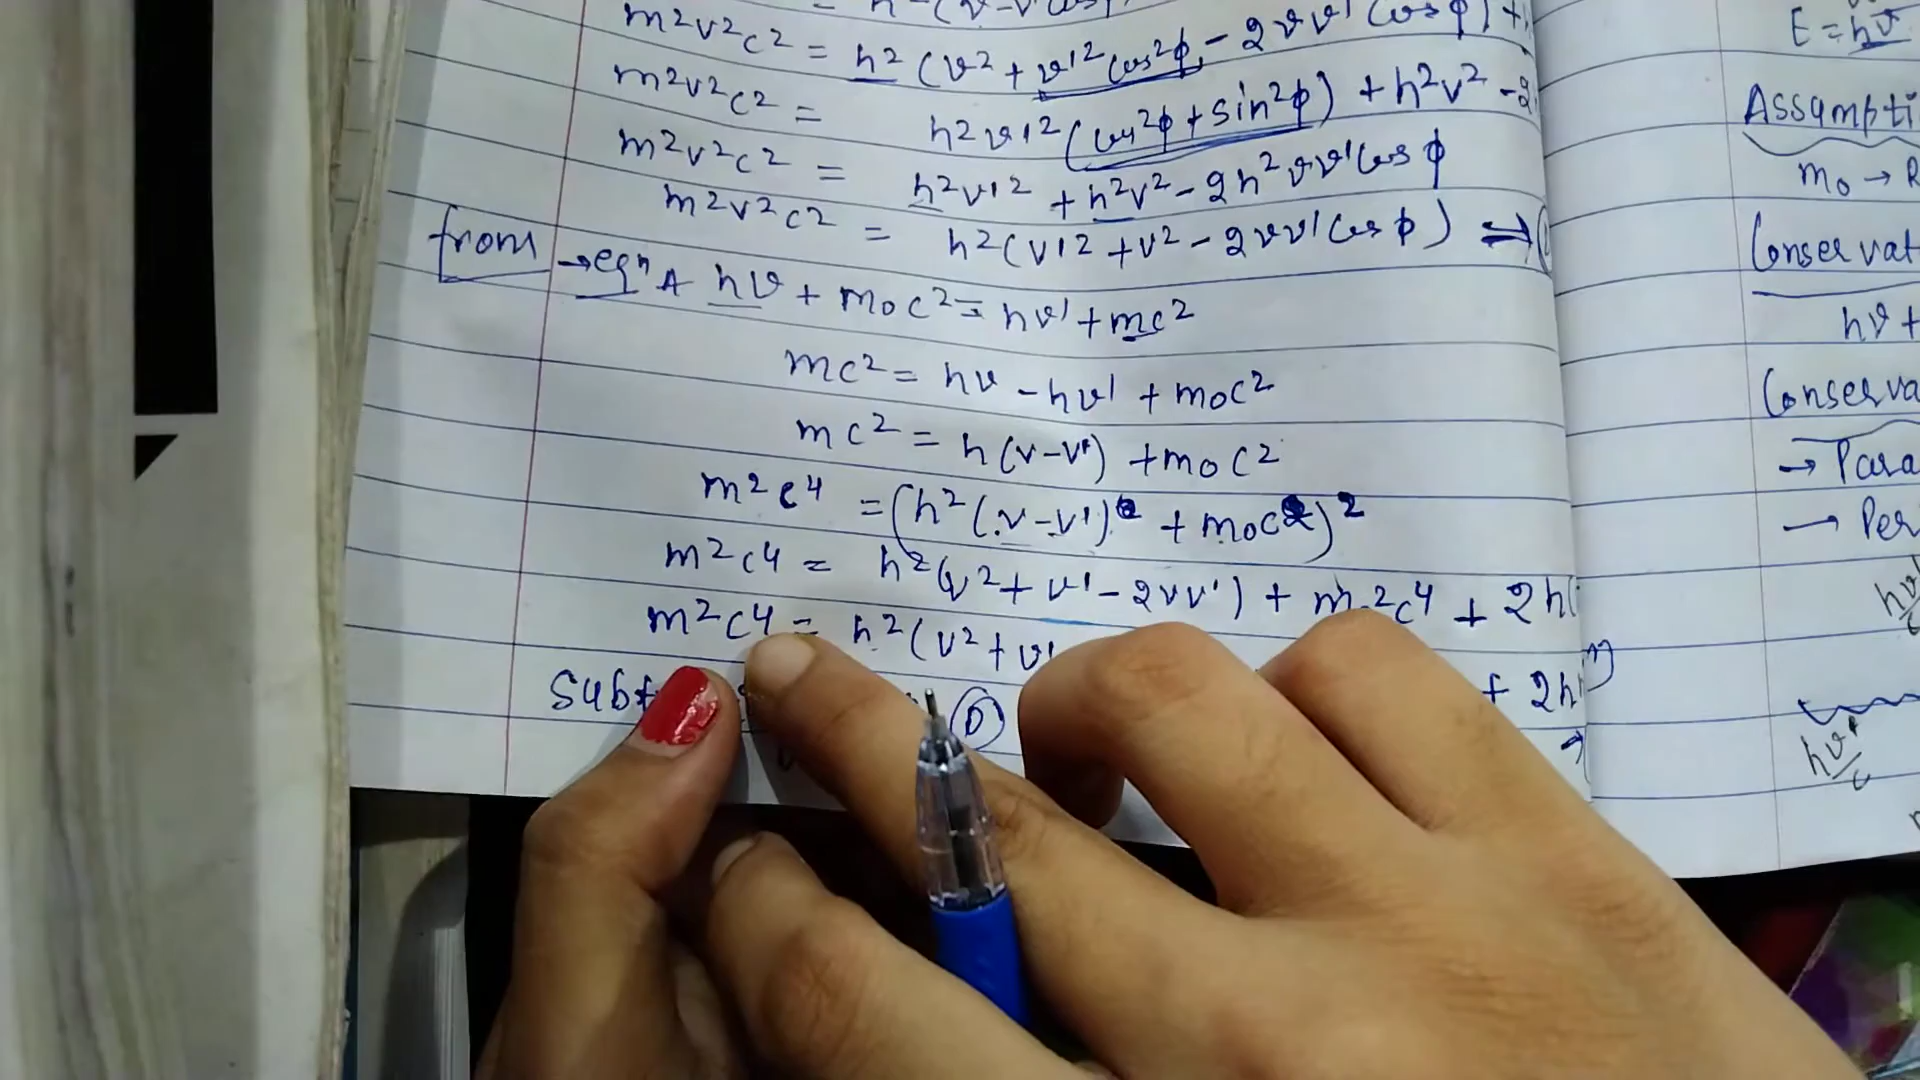 m²v²c² = h²(ν² + ν'² cos²ϕ - 2νν' cos ϕ) +
m²v²c² = h²ν'²(cos²ϕ + sin²ϕ) + h²ν² - 2
m²v²c² = h²ν'² + h²ν² - 2h²νν' cos ϕ
m²v²c² = h²(ν'² + ν² - 2νν' cos ϕ) ⇒
from → eqⁿ A hν + m₀c² = hν' + mc²
mc² = hν - hν' + m₀c²
mc² = h(ν-ν') + m₀c²
m²c⁴ = (h²(ν-ν') + m₀c²)²
m²c⁴ = h²(ν² + ν' - 2νν') + m₀²c⁴ + 2h(
m²c⁴ = h²(ν² + ν' + 2h
D
E = hν
Assumpti
m₀ → R
Conservat
hν +
Conserva
→ Para
→ Per
hν'
c
hν'
c